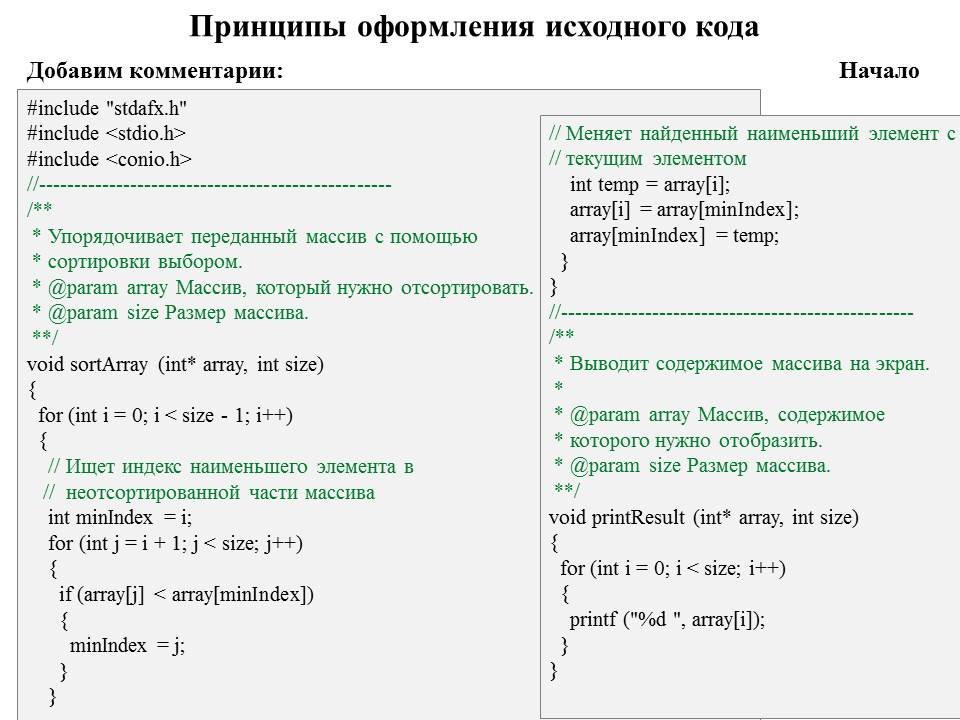 Принципы оформления исходного кода
Добавим комментарии:
Начало
#include "stdafx.h"
#include <stdio.h>
#include <conio.h>
//--------------------------------------------------
/**
* Упорядочивает переданный массив с помощью
* сортировки выбором.
* @param array Массив, который нужно отсортировать.
* @param size Размер массива.
**/
void sortArray (int* array, int size)
{
for (int i = 0; i < size - 1; i++)
{
// Ищет индекс наименьшего элемента в
// неотсортированной части массива
int minIndex = i;
for (int j = i + 1; j < size; j++)
{
if (array[j] < array[minIndex])
{
minIndex = j;
}
}
// Меняет найденный наименьший элемент с
// текущим элементом
int temp = array[i];
array[i] = array[minIndex];
array[minIndex] = temp;
}
}
//--------------------------------------------------
/**
* Выводит содержимое массива на экран.
*
* @param array Массив, содержимое
* которого нужно отобразить.
* @param size Размер массива.
**/
void printResult (int* array, int size)
{
for (int i = 0; i < size; i++)
{
printf ("%d ", array[i]);
}
}